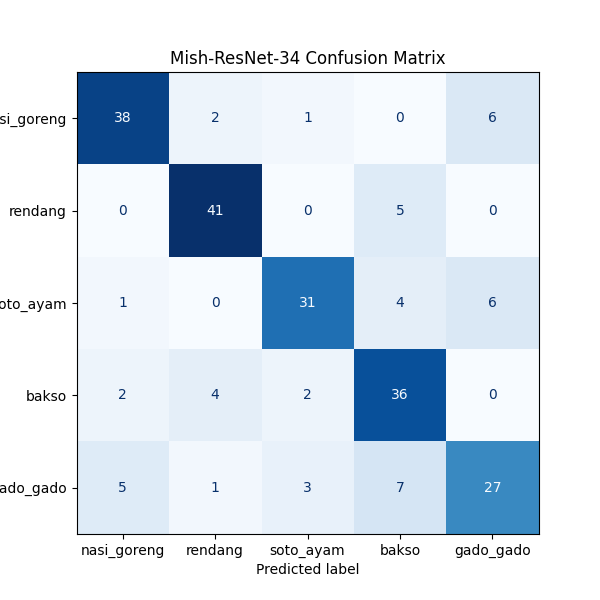 Mish-ResNet-34 Confusion Matrix
si_goreng 38 2 1 0 6
rendang 0 41 0 5 0
oto_ayam 1 0 31 4 6
bakso 2 4 2 36 0
ado_gado 5 1 3 7 27
nasi_goreng rendang soto_ayam bakso gado_gado
Predicted label